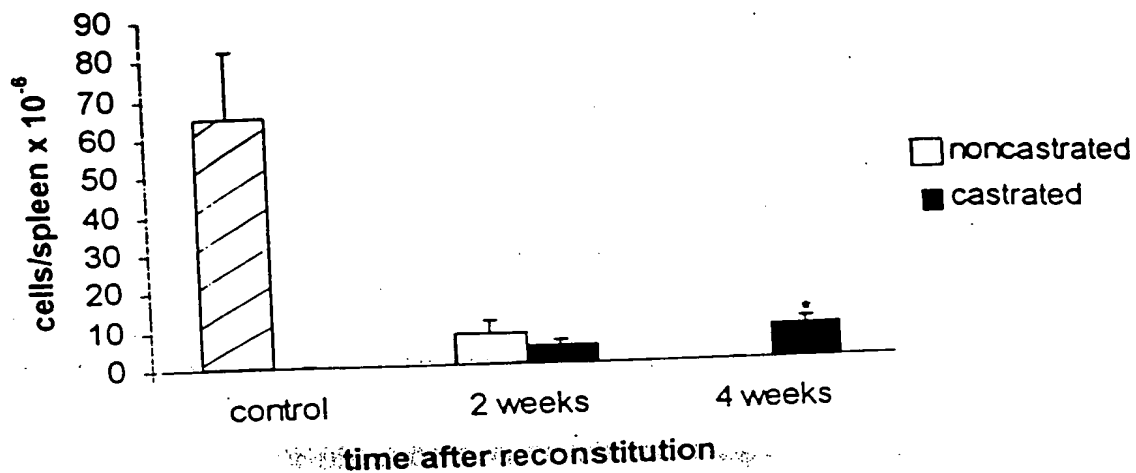 90
80
70
60
50
40
30
20
10
0
cells/spleen x 10⁻⁶
noncastrated
castrated
*
control 2 weeks 4 weeks
time after reconstitution